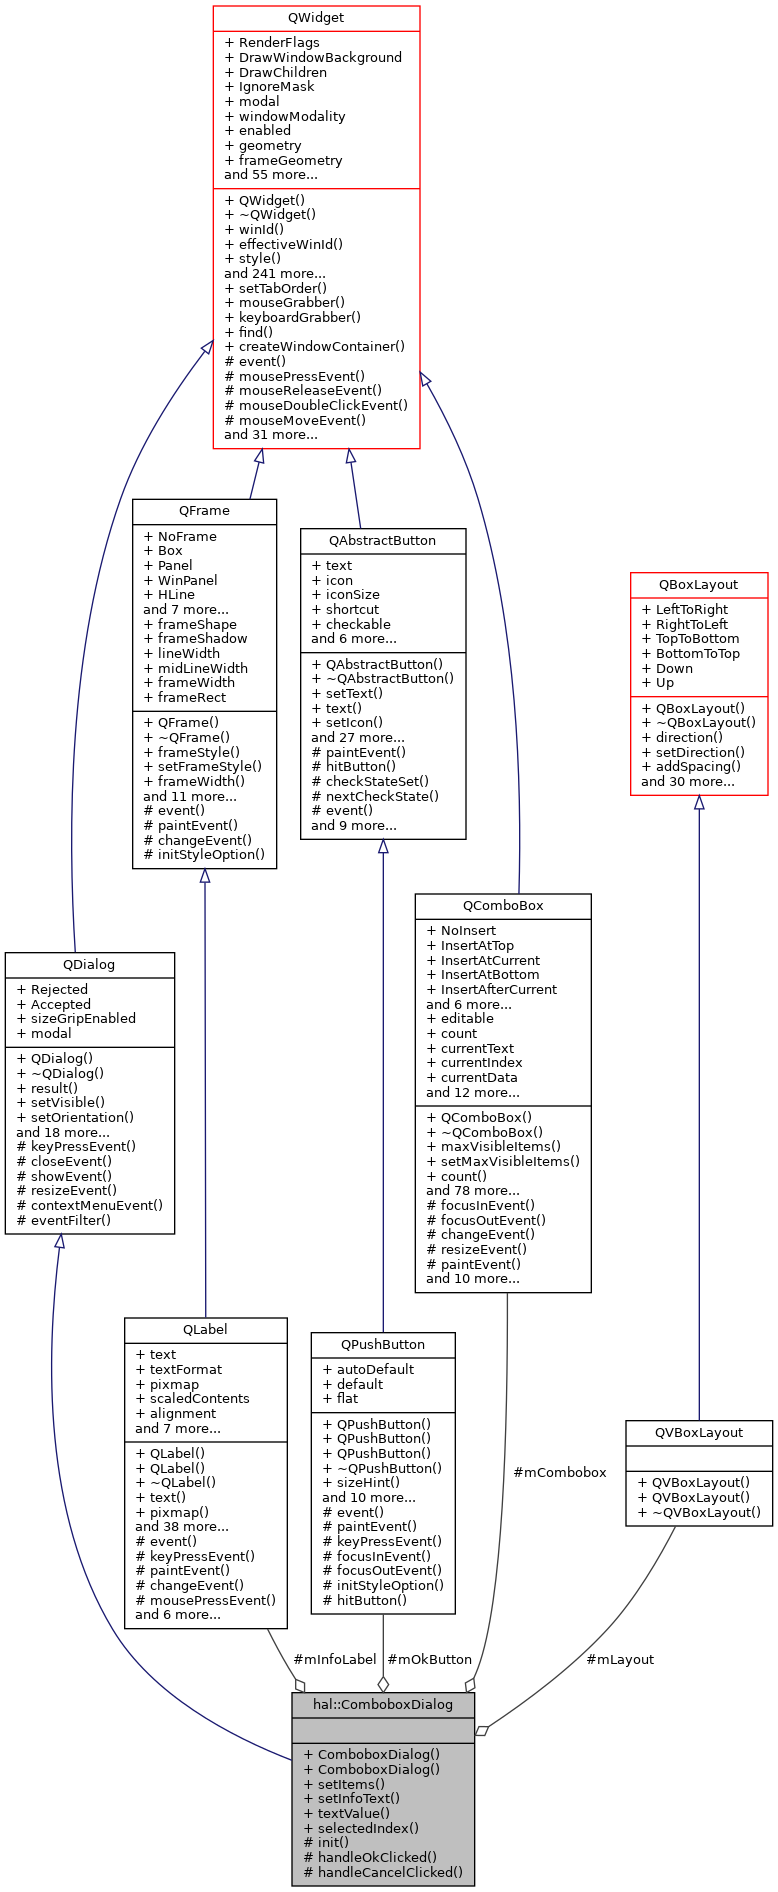 QWidget
+ RenderFlags
+ DrawWindowBackground
+ DrawChildren
+ IgnoreMask
+ modal
+ windowModality
+ enabled
+ geometry
+ frameGeometry
and 55 more...
+ QWidget()
+ ~QWidget()
+ winId()
+ effectiveWinId()
+ style()
and 241 more...
+ setTabOrder()
+ mouseGrabber()
+ keyboardGrabber()
+ find()
+ createWindowContainer()
# event()
# mousePressEvent()
# mouseReleaseEvent()
# mouseDoubleClickEvent()
# mouseMoveEvent()
and 31 more...
QFrame
+ NoFrame
+ Box
+ Panel
+ WinPanel
+ HLine
and 7 more...
+ frameShape
+ frameShadow
+ lineWidth
+ midLineWidth
+ frameWidth
+ frameRect
+ QFrame()
+ ~QFrame()
+ frameStyle()
+ setFrameStyle()
+ frameWidth()
and 11 more...
# event()
# paintEvent()
# changeEvent()
# initStyleOption()
QAbstractButton
+ text
+ icon
+ iconSize
+ shortcut
+ checkable
and 6 more...
+ QAbstractButton()
+ ~QAbstractButton()
+ setText()
+ text()
+ setIcon()
and 27 more...
# paintEvent()
# hitButton()
# checkStateSet()
# nextCheckState()
# event()
and 9 more...
QBoxLayout
+ LeftToRight
+ RightToLeft
+ TopToBottom
+ BottomToTop
+ Down
+ Up
+ QBoxLayout()
+ ~QBoxLayout()
+ direction()
+ setDirection()
+ addSpacing()
and 30 more...
QComboBox
+ NoInsert
+ InsertAtTop
+ InsertAtCurrent
+ InsertAtBottom
+ InsertAfterCurrent
and 6 more...
+ editable
+ count
+ currentText
+ currentIndex
+ currentData
and 12 more...
+ QComboBox()
+ ~QComboBox()
+ maxVisibleItems()
+ setMaxVisibleItems()
+ count()
and 78 more...
# focusInEvent()
# focusOutEvent()
# changeEvent()
# resizeEvent()
# paintEvent()
and 10 more...
QDialog
+ Rejected
+ Accepted
+ sizeGripEnabled
+ modal
+ QDialog()
+ ~QDialog()
+ result()
+ setVisible()
+ setOrientation()
and 18 more...
# keyPressEvent()
# closeEvent()
# showEvent()
# resizeEvent()
# contextMenuEvent()
# eventFilter()
QLabel
+ text
+ textFormat
+ pixmap
+ scaledContents
+ alignment
and 7 more...
+ QLabel()
+ QLabel()
+ ~QLabel()
+ text()
+ pixmap()
and 38 more...
# event()
# keyPressEvent()
# paintEvent()
# changeEvent()
# mousePressEvent()
and 6 more...
QPushButton
+ autoDefault
+ default
+ flat
+ QPushButton()
+ QPushButton()
+ QPushButton()
+ ~QPushButton()
+ sizeHint()
and 10 more...
# event()
# paintEvent()
# keyPressEvent()
# focusInEvent()
# focusOutEvent()
# initStyleOption()
# hitButton()
QVBoxLayout
+ QVBoxLayout()
+ QVBoxLayout()
+ ~QVBoxLayout()
#mCombobox
#mInfoLabel
#mOkButton
#mLayout
hal::ComboboxDialog
+ ComboboxDialog()
+ ComboboxDialog()
+ setItems()
+ setInfoText()
+ textValue()
+ selectedIndex()
# init()
# handleOkClicked()
# handleCancelClicked()